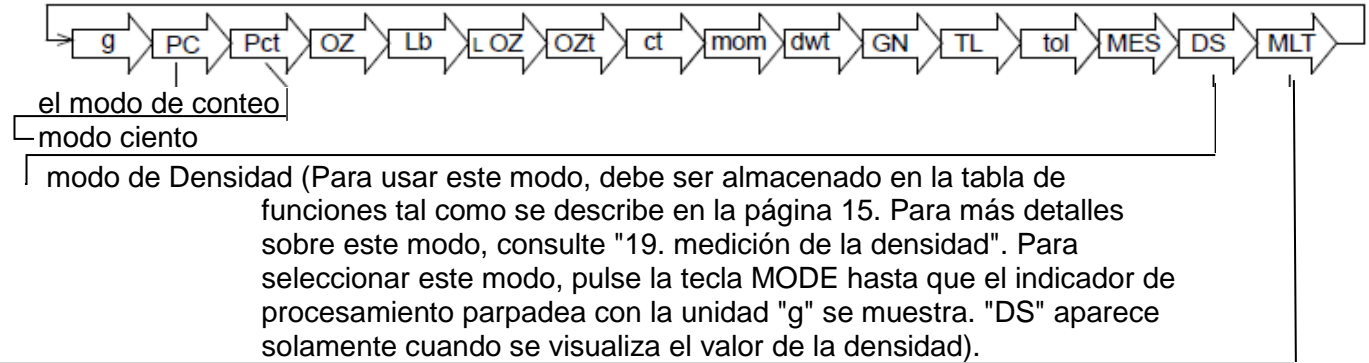 g PC Pct OZ Lb L OZ OZt ct mom dwt GN TL tol MES DS MLT
el modo de conteo
modo ciento
modo de Densidad (Para usar este modo, debe ser almacenado en la tabla de
funciones tal como se describe en la página 15. Para más detalles
sobre este modo, consulte "19. medición de la densidad". Para
seleccionar este modo, pulse la tecla MODE hasta que el indicador de
procesamiento parpadea con la unidad "g" se muestra. "DS" aparece
solamente cuando se visualiza el valor de la densidad).